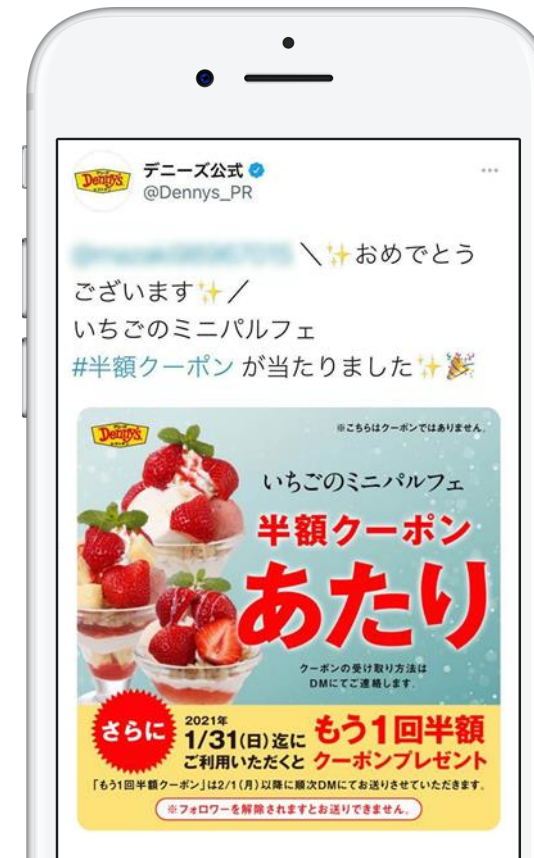 デニーズ公式
@Dennys_PR
＼✨おめでとう
ございます✨／
いちごのミニパルフェ
#半額クーポン が当たりました✨🎉
Denny's
※こちらはクーポンではありません。
いちごのミニパルフェ
半額クーポン
あたり
クーポンの受け取り方法は
DMにてご連絡します。
さらに
2021年
1/31(日)迄に
ご利用いただくと
もう1回半額
クーポンプレゼント
「もう1回半額クーポン」は2/1(月)以降に順次DMにてお送りさせていただきます。
※フォロワーを解除されますとお送りできません。